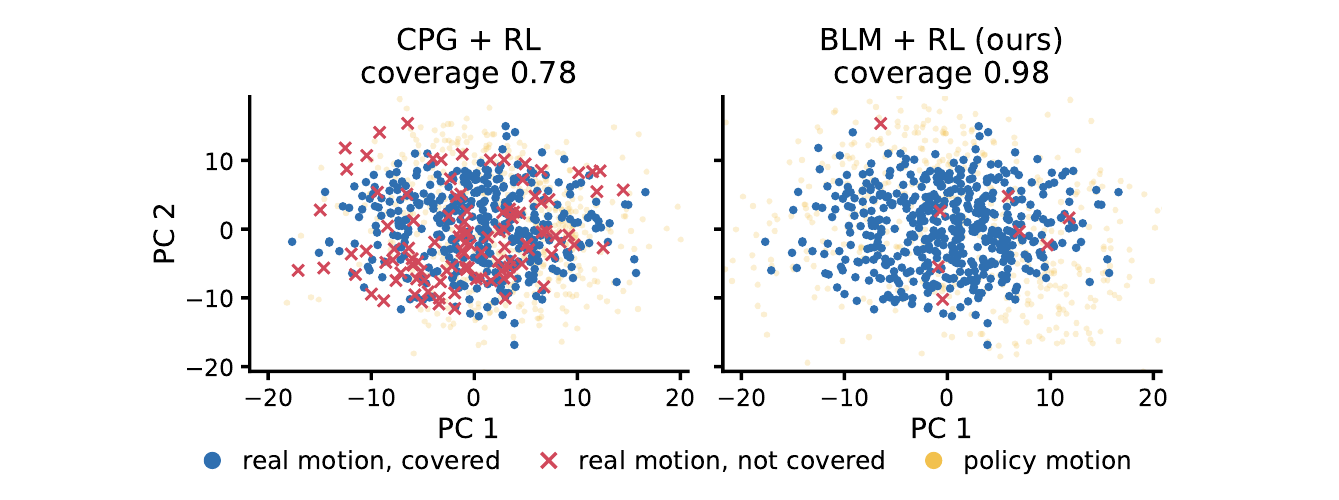 CPG + RL
coverage 0.78
BLM + RL (ours)
coverage 0.98
PC 2
10
0
−10
−20
−20 −10 0 10 20
−20 −10 0 10 20
PC 1
PC 1
real motion, covered
real motion, not covered
policy motion